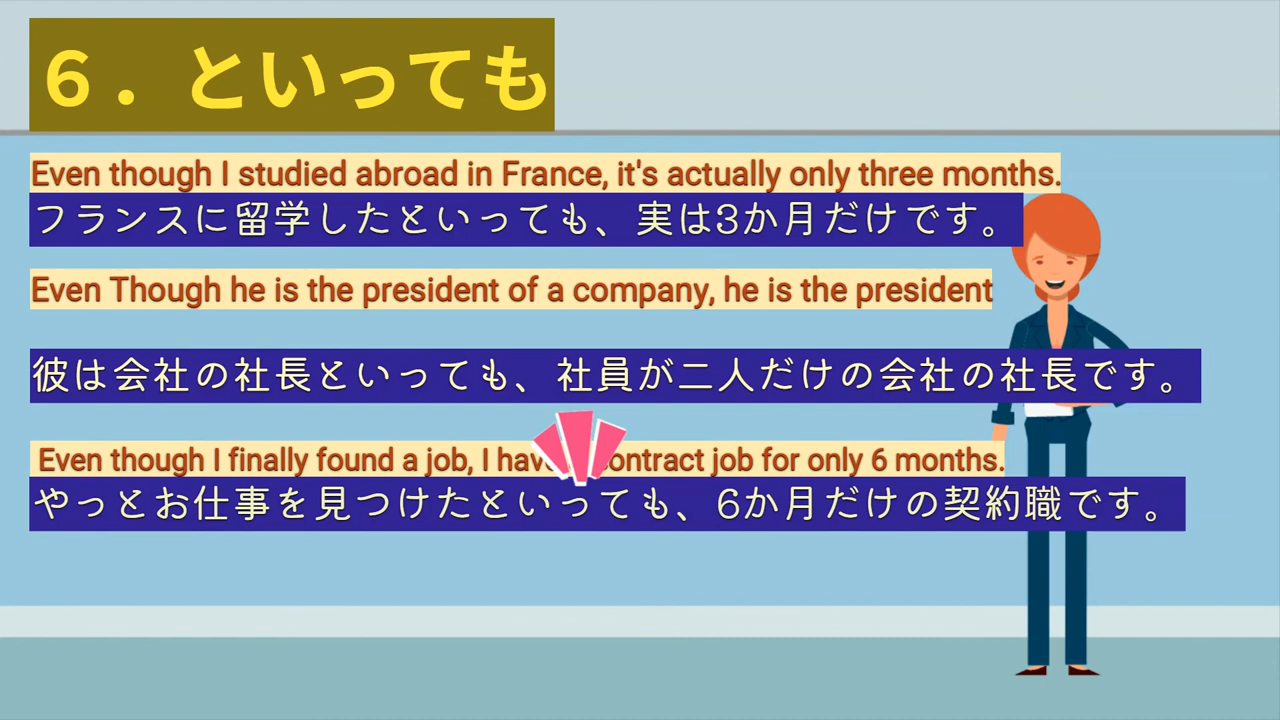 ６．といっても
Even though I studied abroad in France, it's actually only three months.
フランスに留学したといっても、実は3か月だけです。
Even Though he is the president of a company, he is the president
彼は会社の社長といっても、社員が二人だけの会社の社長です。
Even though I finally found a job, I job for only 6 months.
やっとお仕事を見つけたといっても、6か月だけの契約職です。